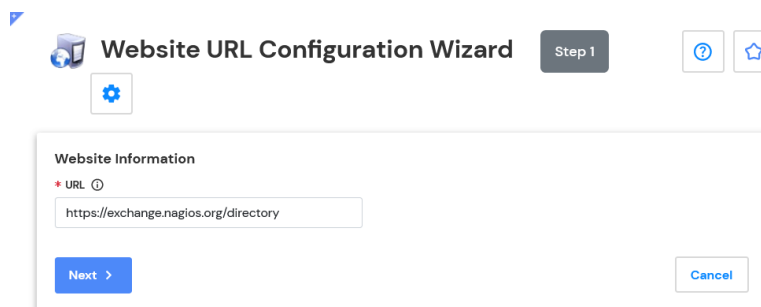 Website URL Configuration Wizard
Step 1
Website Information
* URL
https://exchange.nagios.org/directory
Next
Cancel